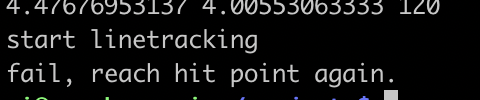 4.47676953137 4.00553063333 120
start linetracking
fail, reach hit point again.